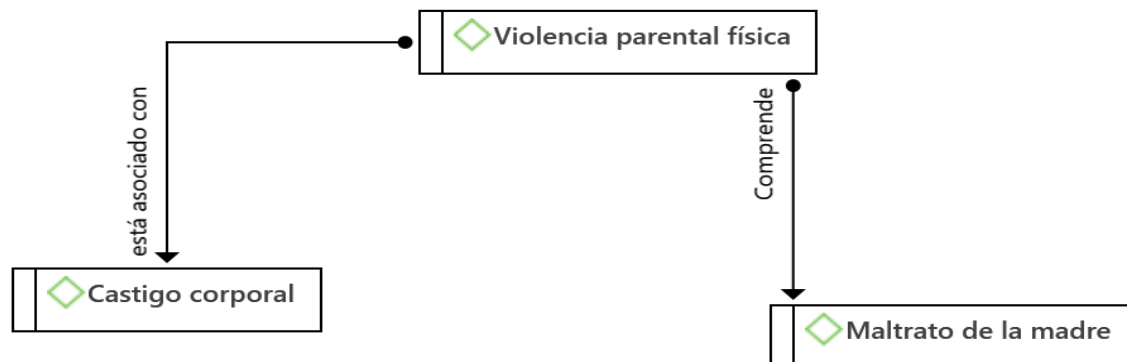 Violencia parental física
está asociado con
Comprende
Castigo corporal
Maltrato de la madre